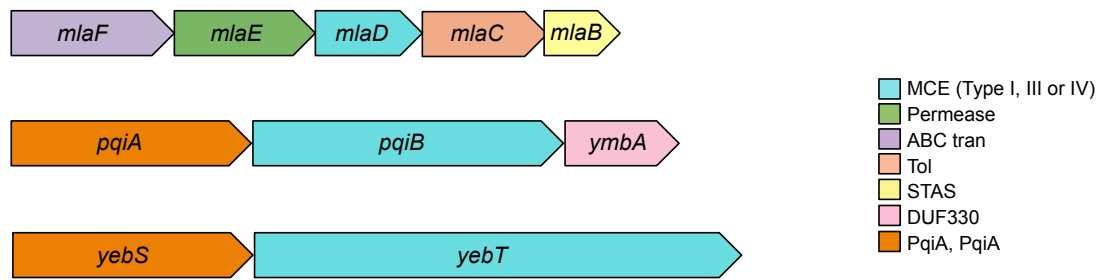 mlaF mlaE mlaD mlaC mlaB
pqiA pqiB ymbA
yebS yebT
MCE (Type I, III or IV)
Permease
ABC tran
Tol
STAS
DUF330
PqiA, PqiA